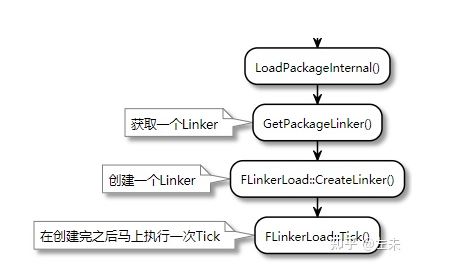 LoadPackageInternal()
获取一个Linker
GetPackageLinker()
创建一个Linker
FLinkerLoad::CreateLinker()
在创建完之后马上执行一次Tick
FLinkerLoad::Tick()
知乎 @左未